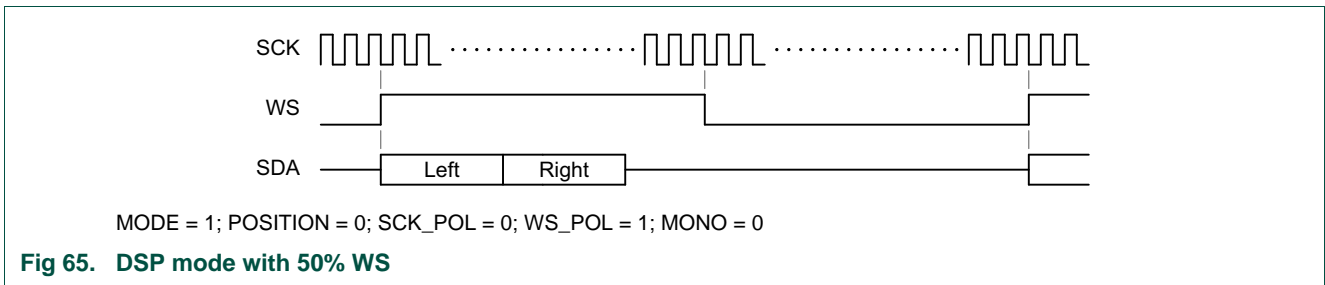 SCK
WS
SDA Left Right
MODE = 1; POSITION = 0; SCK_POL = 0; WS_POL = 1; MONO = 0
Fig 65. DSP mode with 50% WS